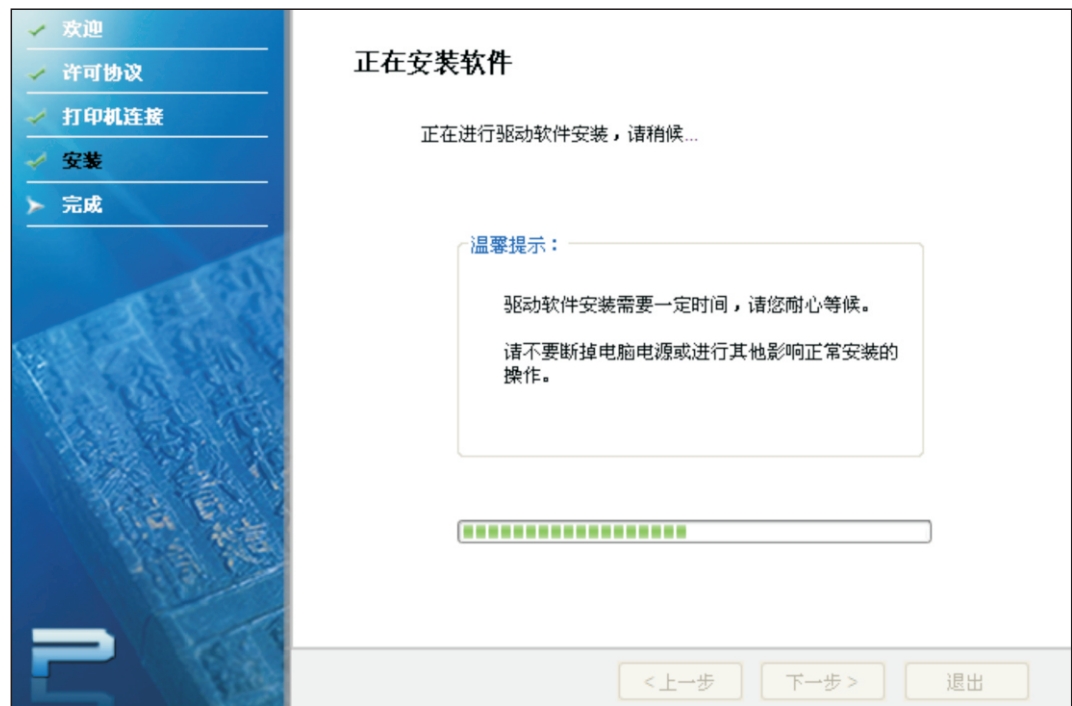 欢迎
许可协议
打印机连接
安装
完成
正在安装软件
正在进行驱动软件安装，请稍候...
温馨提示：
驱动软件安装需要一定时间，请您耐心等候。
请不要断掉电脑电源或进行其他影响正常安装的
操作。
<上一步
下一步>
退出